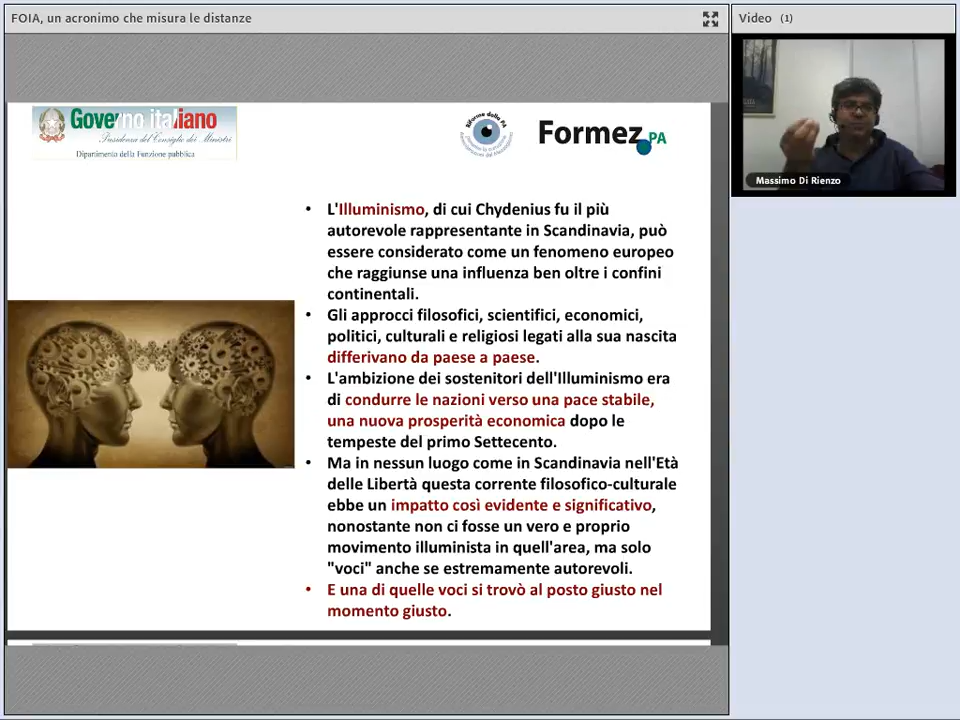 FOIA, un acronimo che misura le distanze
Video (1)
Governo italiano
Presidenza del Consiglio dei Ministri
Dipartimento della Funzione pubblica
Riforme della PA
Formez PA
Massimo Di Rienzo
• L'Illuminismo, di cui Chydenius fu il più
autorevole rappresentante in Scandinavia, può
essere considerato come un fenomeno europeo
che raggiunse una influenza ben oltre i confini
continentali.
• Gli approcci filosofici, scientifici, economici,
politici, culturali e religiosi legati alla sua nascita
differivano da paese a paese.
• L'ambizione dei sostenitori dell'Illuminismo era
di condurre le nazioni verso una pace stabile,
una nuova prosperità economica dopo le
tempeste del primo Settecento.
• Ma in nessun luogo come in Scandinavia nell'Età
delle Libertà questa corrente filosofico-culturale
ebbe un impatto così evidente e significativo,
nonostante non ci fosse un vero e proprio
movimento illuminista in quell'area, ma solo
"voci" anche se estremamente autorevoli.
• E una di quelle voci si trovò al posto giusto nel
momento giusto.